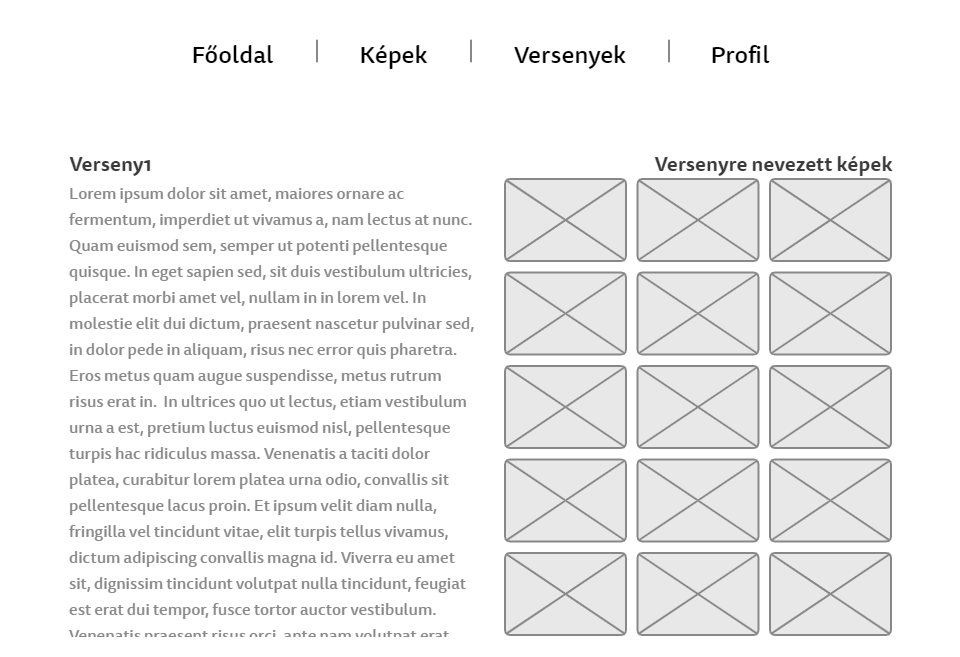 Főoldal | Képek | Versenyek | Profil
Verseny1
Lorem ipsum dolor sit amet, maiores ornare ac
fermentum, imperdiet ut vivamus a, nam lectus at nunc.
Quam euismod sem, semper ut potenti pellentesque
quisque. In eget sapien sed, sit duis vestibulum ultricies,
placerat morbi amet vel, nullam in in lorem vel. In
molestie elit dui dictum, praesent nascetur pulvinar sed,
in dolor pede in aliquam, risus nec error quis pharetra.
Eros metus quam augue suspendisse, metus rutrum
risus erat in.  In ultrices quo ut lectus, etiam vestibulum
urna a est, pretium luctus euismod nisl, pellentesque
turpis hac ridiculus massa. Venenatis a taciti dolor
platea, curabitur lorem platea urna odio, convallis sit
pellentesque lacus proin. Et ipsum velit diam nulla,
fringilla vel tincidunt vitae, elit turpis tellus vivamus,
dictum adipiscing convallis magna id. Viverra eu amet
sit, dignissim tincidunt volutpat nulla tincidunt, feugiat
est erat dui tempor, fusce tortor auctor vestibulum.
Venenatis praesent risus orci, ante nam volutpat erat.
Versenyre nevezett képek